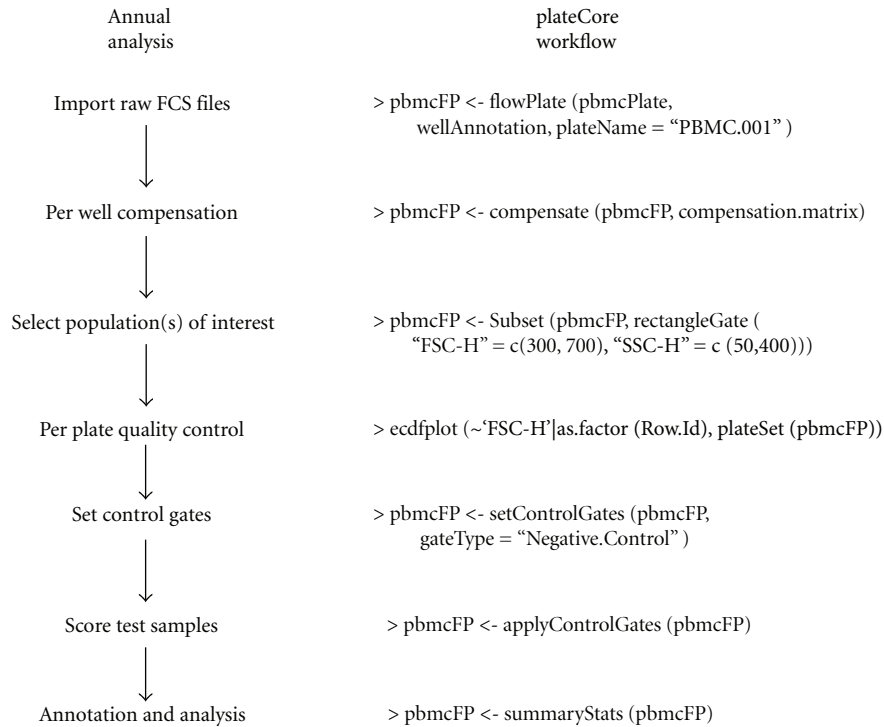 Annual
analysis
plateCore
workflow
Import raw FCS files
> pbmcFP <- flowPlate (pbmcPlate,
wellAnnotation, plateName = “PBMC.001” )
Per well compensation
> pbmcFP <- compensate (pbmcFP, compensation.matrix)
Select population(s) of interest
> pbmcFP <- Subset (pbmcFP, rectangleGate (
“FSC-H” = c(300, 700), “SSC-H” = c (50,400)))
Per plate quality control
> ecdfplot (~‘FSC-H’|as.factor (Row.Id), plateSet (pbmcFP))
Set control gates
> pbmcFP <- setControlGates (pbmcFP,
gateType = “Negative.Control” )
Score test samples
> pbmcFP <- applyControlGates (pbmcFP)
Annotation and analysis
> pbmcFP <- summaryStats (pbmcFP)